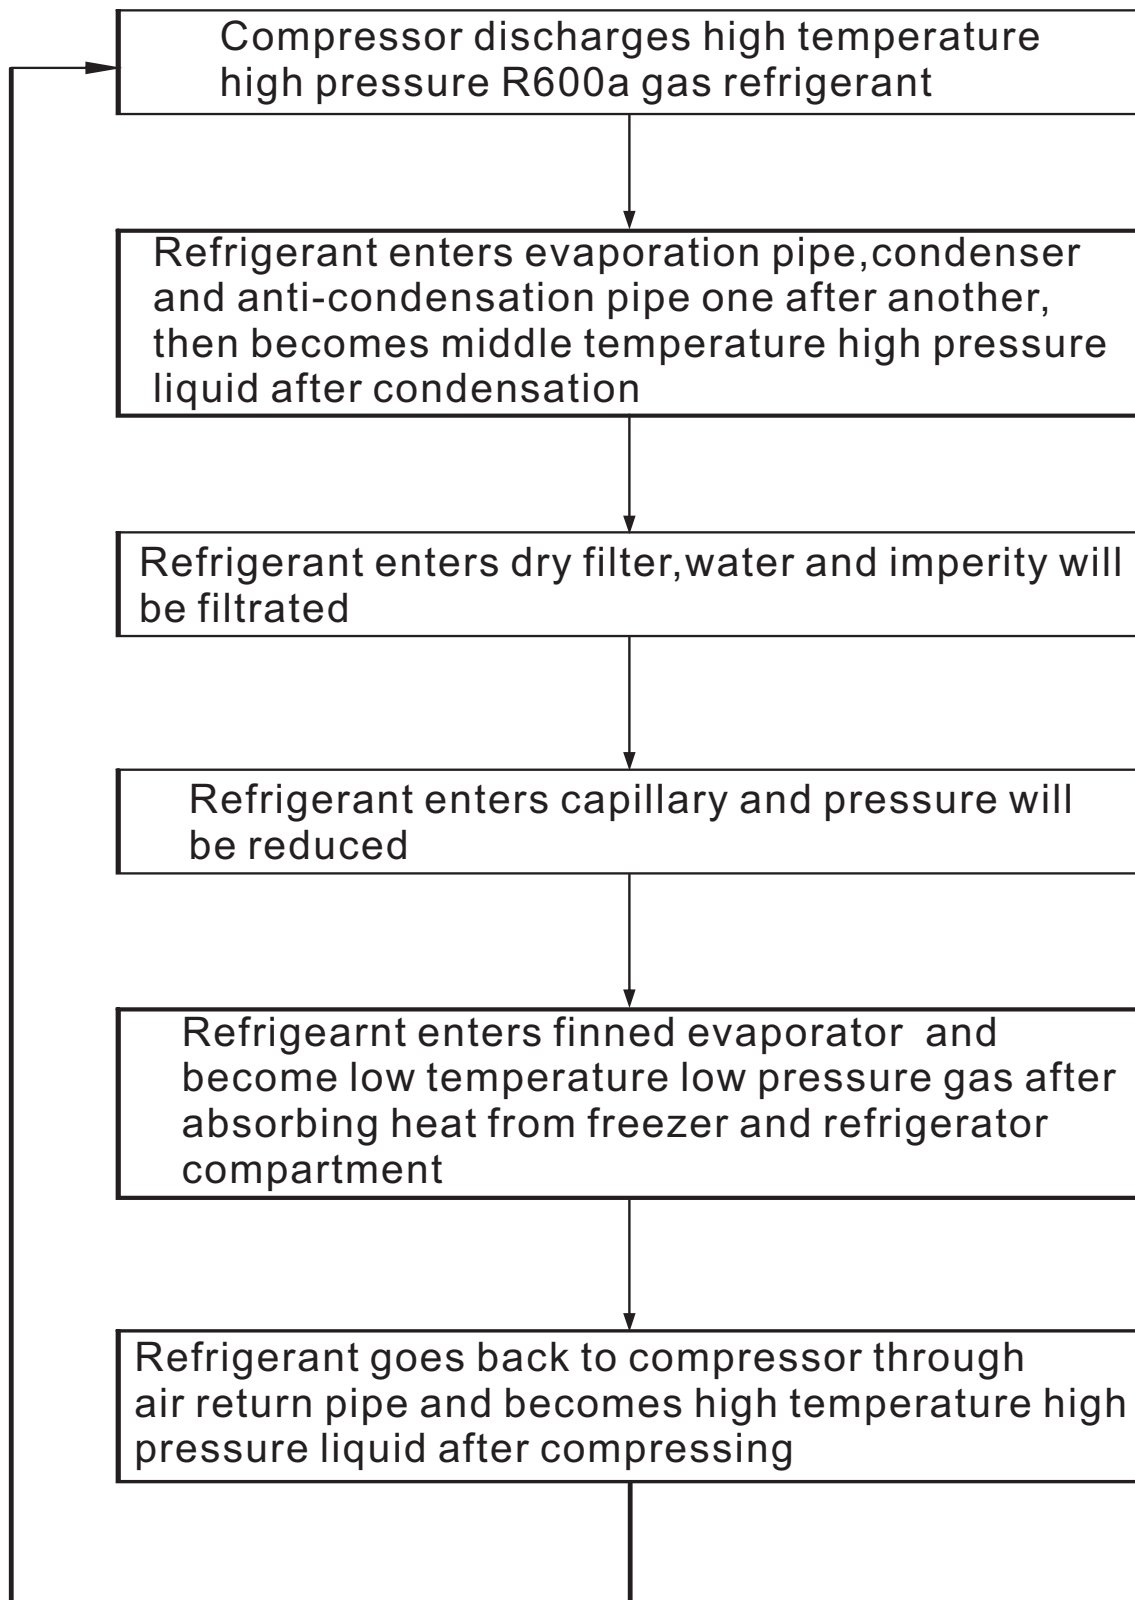 Compressor discharges high temperature
high pressure R600a gas refrigerant
Refrigerant enters evaporation pipe,condenser
and anti-condensation pipe one after another,
then becomes middle temperature high pressure
liquid after condensation
Refrigerant enters dry filter,water and imperity will
be filtrated
Refrigerant enters capillary and pressure will
be reduced
Refrigearnt enters finned evaporator and
become low temperature low pressure gas after
absorbing heat from freezer and refrigerator
compartment
Refrigerant goes back to compressor through
air return pipe and becomes high temperature high
pressure liquid after compressing